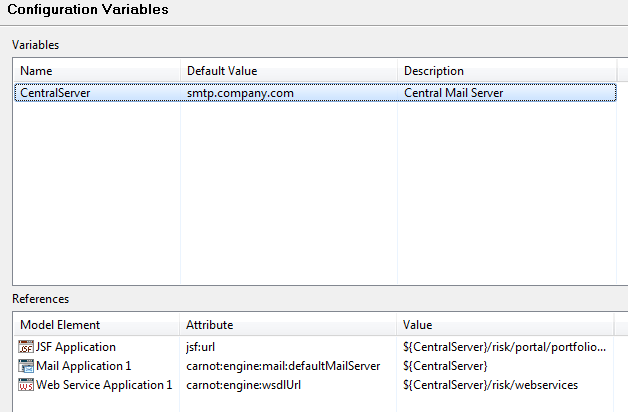 Configuration Variables
Variables
Name Default Value Description
CentralServer smtp.company.com Central Mail Server
References
Model Element Attribute Value
JSF JSF Application jsf:url ${CentralServer}/risk/portal/portfolio...
Mail Application 1 carnot:engine:mail:defaultMailServer ${CentralServer}
WS Web Service Application 1 carnot:engine:wsdlUrl ${CentralServer}/risk/webservices